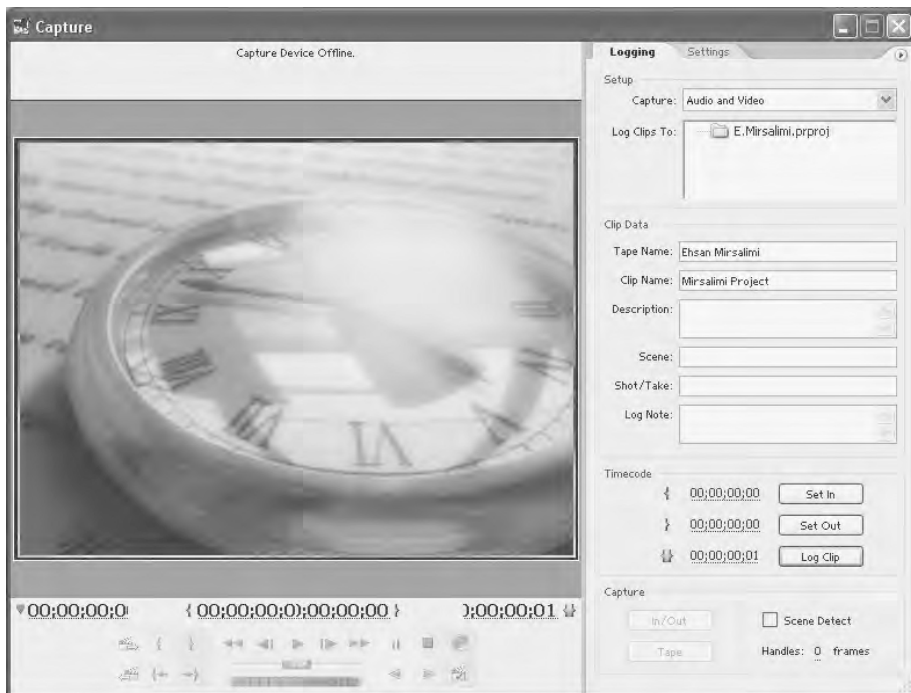 Capture
Capture Device Offline.
Logging Settings
Setup
Capture: Audio and Video
Log Clips To: E.Mirsalimi.prproj
Clip Data
Tape Name: Ehsan Mirsalimi
Clip Name: Mirsalimi Project
Description:
Scene:
Shot/Take:
Log Note:
Timecode
{ 00;00;00;00 Set In
} 00;00;00;00 Set Out
{} 00;00;00;01 Log Clip
Capture
In/Out Scene Detect
Tape Handles: 0 frames
VI